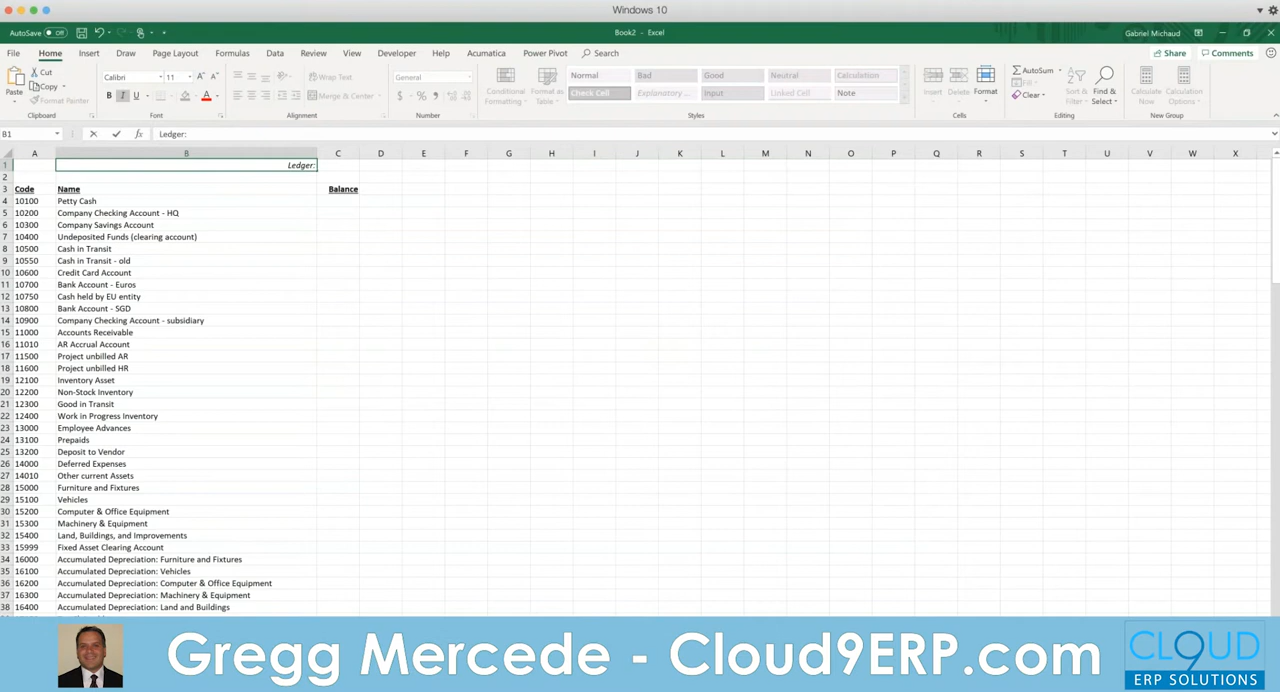 Windows 10
AutoSave Off
Book2 - Excel
Gabriel Michaud
File Home Insert Draw Page Layout Formulas Data Review View Developer Help Acumatica Power Pivot Search
Share Comments
Paste
Cut
Copy
Format Painter
Clipboard
Calibri 11
B I U
Font
Wrap Text
Merge & Center
Alignment
General
$ % ,
Number
Conditional Formatting
Format as Table
Normal Bad Good Neutral Calculation
Check Cell Explanatory ... Input Linked Cell Note
Styles
Insert Delete Format
Cells
AutoSum
Fill
Clear
Sort & Filter
Find & Select
Editing
Calculate Now
Calculation Options
New Group
B1 fx Ledger:
A B C D E F G H I J K L M N O P Q R S T U V W X
1 Ledger:
2
3 Code Name Balance
4 10100 Petty Cash
5 10200 Company Checking Account - HQ
6 10300 Company Savings Account
7 10400 Undeposited Funds (clearing account)
8 10500 Cash in Transit
9 10550 Cash in Transit - old
10 10600 Credit Card Account
11 10700 Bank Account - Euros
12 10750 Cash held by EU entity
13 10800 Bank Account - SGD
14 10900 Company Checking Account - subsidiary
15 11000 Accounts Receivable
16 11010 AR Accrual Account
17 11500 Project unbilled AR
18 11600 Project unbilled HR
19 12100 Inventory Asset
20 12200 Non-Stock Inventory
21 12300 Good in Transit
22 12400 Work in Progress Inventory
23 13000 Employee Advances
24 13100 Prepaids
25 13200 Deposit to Vendor
26 14000 Deferred Expenses
27 14010 Other current Assets
28 15000 Furniture and Fixtures
29 15100 Vehicles
30 15200 Computer & Office Equipment
31 15300 Machinery & Equipment
32 15400 Land, Buildings, and Improvements
33 15999 Fixed Asset Clearing Account
34 16000 Accumulated Depreciation: Furniture and Fixtures
35 16100 Accumulated Depreciation: Vehicles
36 16200 Accumulated Depreciation: Computer & Office Equipment
37 16300 Accumulated Depreciation: Machinery & Equipment
38 16400 Accumulated Depreciation: Land and Buildings
Gregg Mercede - Cloud9ERP.com
CLOUD
9
ERP SOLUTIONS